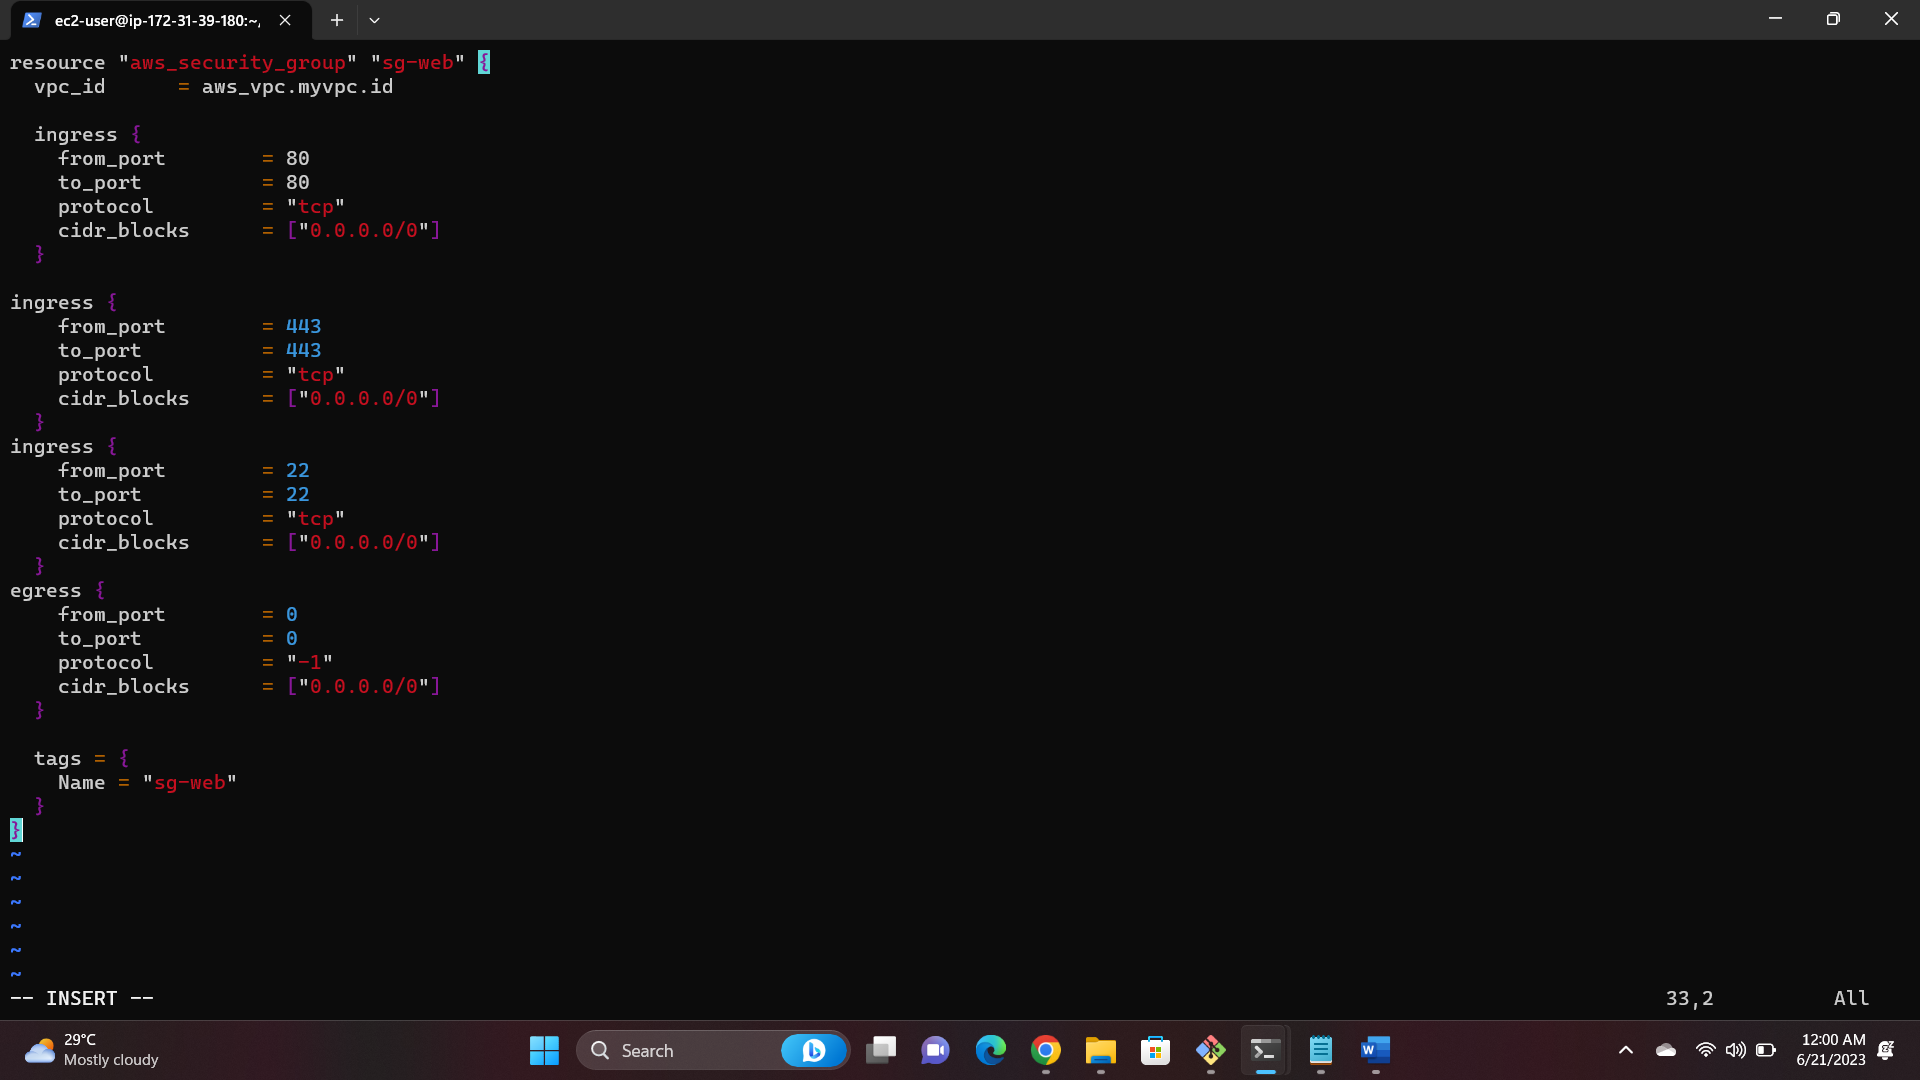 ec2-user@ip-172-31-39-180:~,
resource "aws_security_group" "sg-web" {
  vpc_id      = aws_vpc.myvpc.id
  ingress {
    from_port        = 80
    to_port          = 80
    protocol         = "tcp"
    cidr_blocks      = ["0.0.0.0/0"]
  }
ingress {
    from_port        = 443
    to_port          = 443
    protocol         = "tcp"
    cidr_blocks      = ["0.0.0.0/0"]
  }
ingress {
    from_port        = 22
    to_port          = 22
    protocol         = "tcp"
    cidr_blocks      = ["0.0.0.0/0"]
  }
egress {
    from_port        = 0
    to_port          = 0
    protocol         = "-1"
    cidr_blocks      = ["0.0.0.0/0"]
  }
  tags = {
    Name = "sg-web"
  }
}
~
~
~
~
~
~
-- INSERT -- 33,2 All
29°C
Mostly cloudy
Search
12:00 AM
6/21/2023